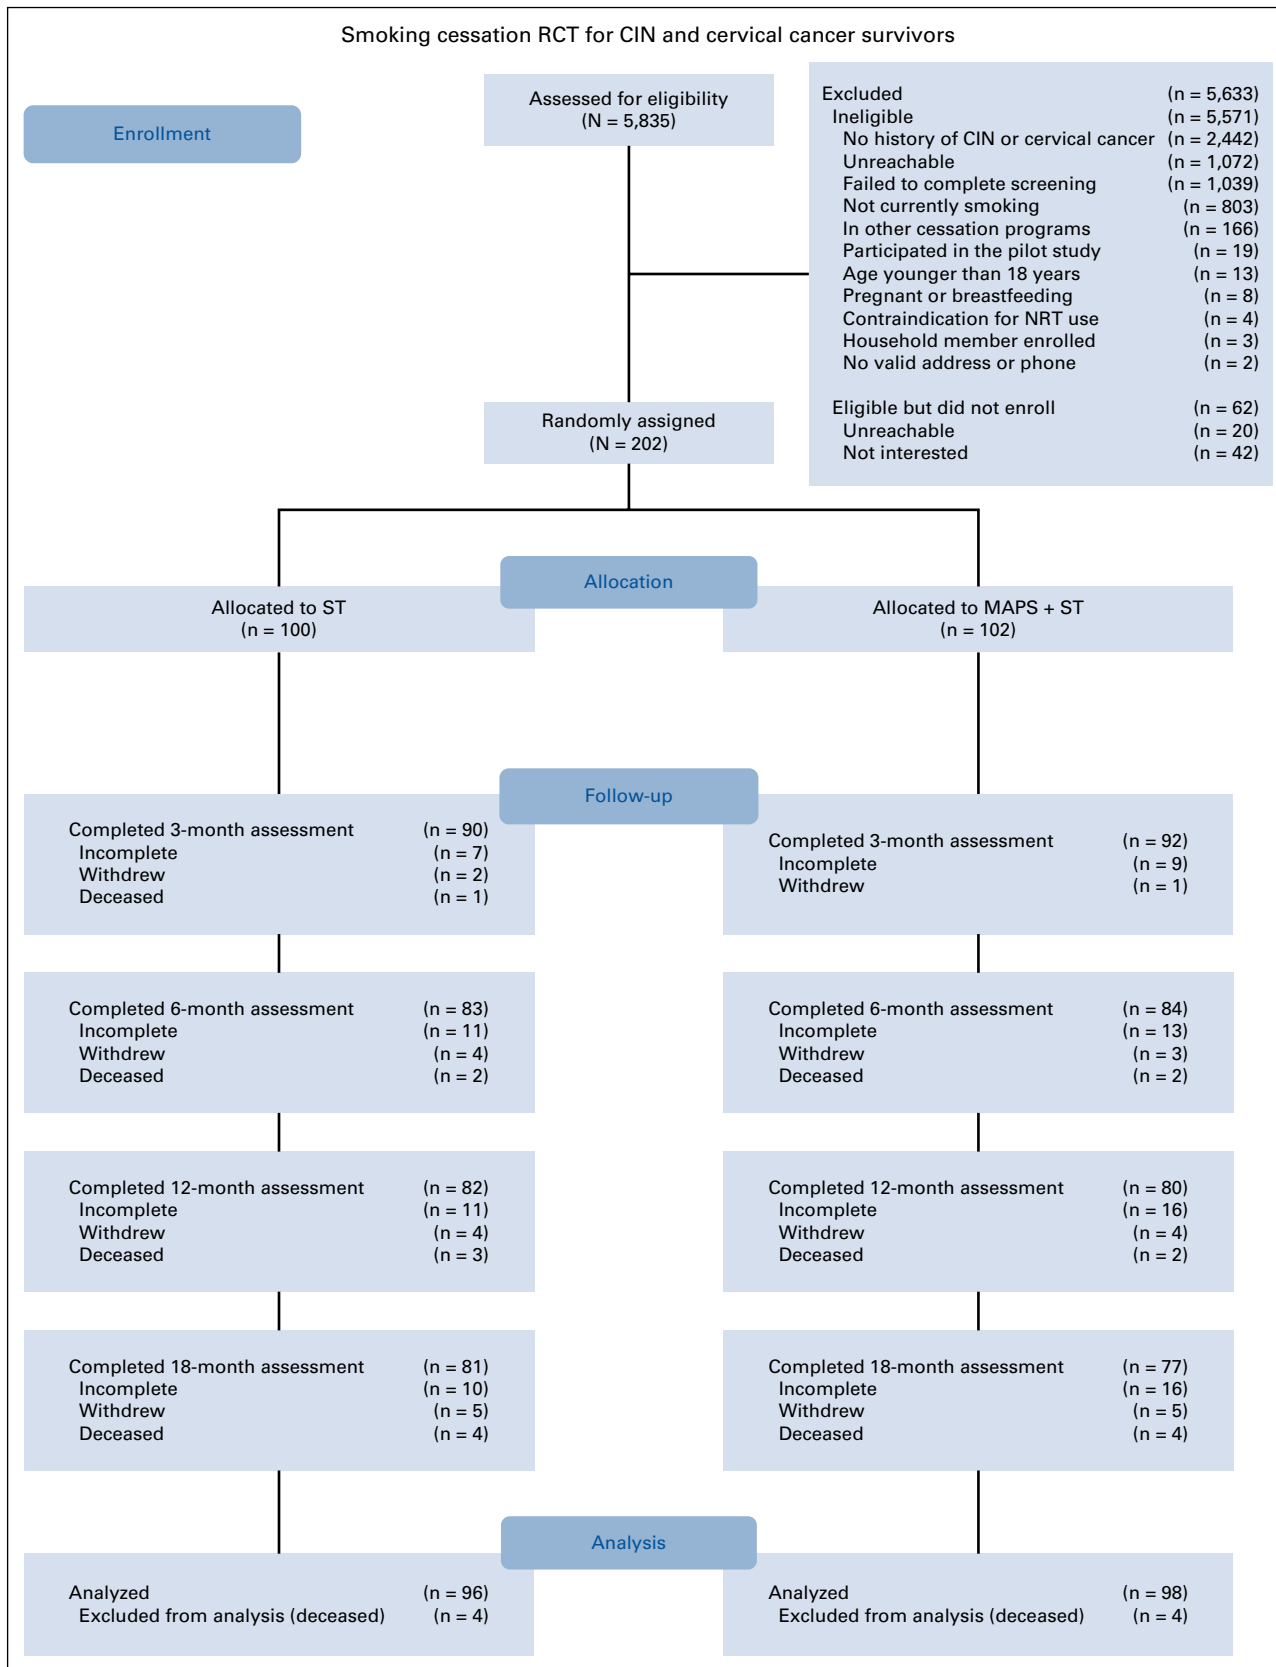 Smoking cessation RCT for CIN and cervical cancer survivors
Enrollment
Assessed for eligibility
(N = 5,835)
Excluded (n = 5,633)
Ineligible (n = 5,571)
No history of CIN or cervical cancer (n = 2,442)
Unreachable (n = 1,072)
Failed to complete screening (n = 1,039)
Not currently smoking (n = 803)
In other cessation programs (n = 166)
Participated in the pilot study (n = 19)
Age younger than 18 years (n = 13)
Pregnant or breastfeeding (n = 8)
Contraindication for NRT use (n = 4)
Household member enrolled (n = 3)
No valid address or phone (n = 2)
Eligible but did not enroll (n = 62)
Unreachable (n = 20)
Not interested (n = 42)
Randomly assigned
(N = 202)
Allocation
Allocated to ST
(n = 100)
Allocated to MAPS + ST
(n = 102)
Follow-up
Completed 3-month assessment (n = 90)
Incomplete (n = 7)
Withdrew (n = 2)
Deceased (n = 1)
Completed 3-month assessment (n = 92)
Incomplete (n = 9)
Withdrew (n = 1)
Completed 6-month assessment (n = 83)
Incomplete (n = 11)
Withdrew (n = 4)
Deceased (n = 2)
Completed 6-month assessment (n = 84)
Incomplete (n = 13)
Withdrew (n = 3)
Deceased (n = 2)
Completed 12-month assessment (n = 82)
Incomplete (n = 11)
Withdrew (n = 4)
Deceased (n = 3)
Completed 12-month assessment (n = 80)
Incomplete (n = 16)
Withdrew (n = 4)
Deceased (n = 2)
Completed 18-month assessment (n = 81)
Incomplete (n = 10)
Withdrew (n = 5)
Deceased (n = 4)
Completed 18-month assessment (n = 77)
Incomplete (n = 16)
Withdrew (n = 5)
Deceased (n = 4)
Analysis
Analyzed (n = 96)
Excluded from analysis (deceased) (n = 4)
Analyzed (n = 98)
Excluded from analysis (deceased) (n = 4)